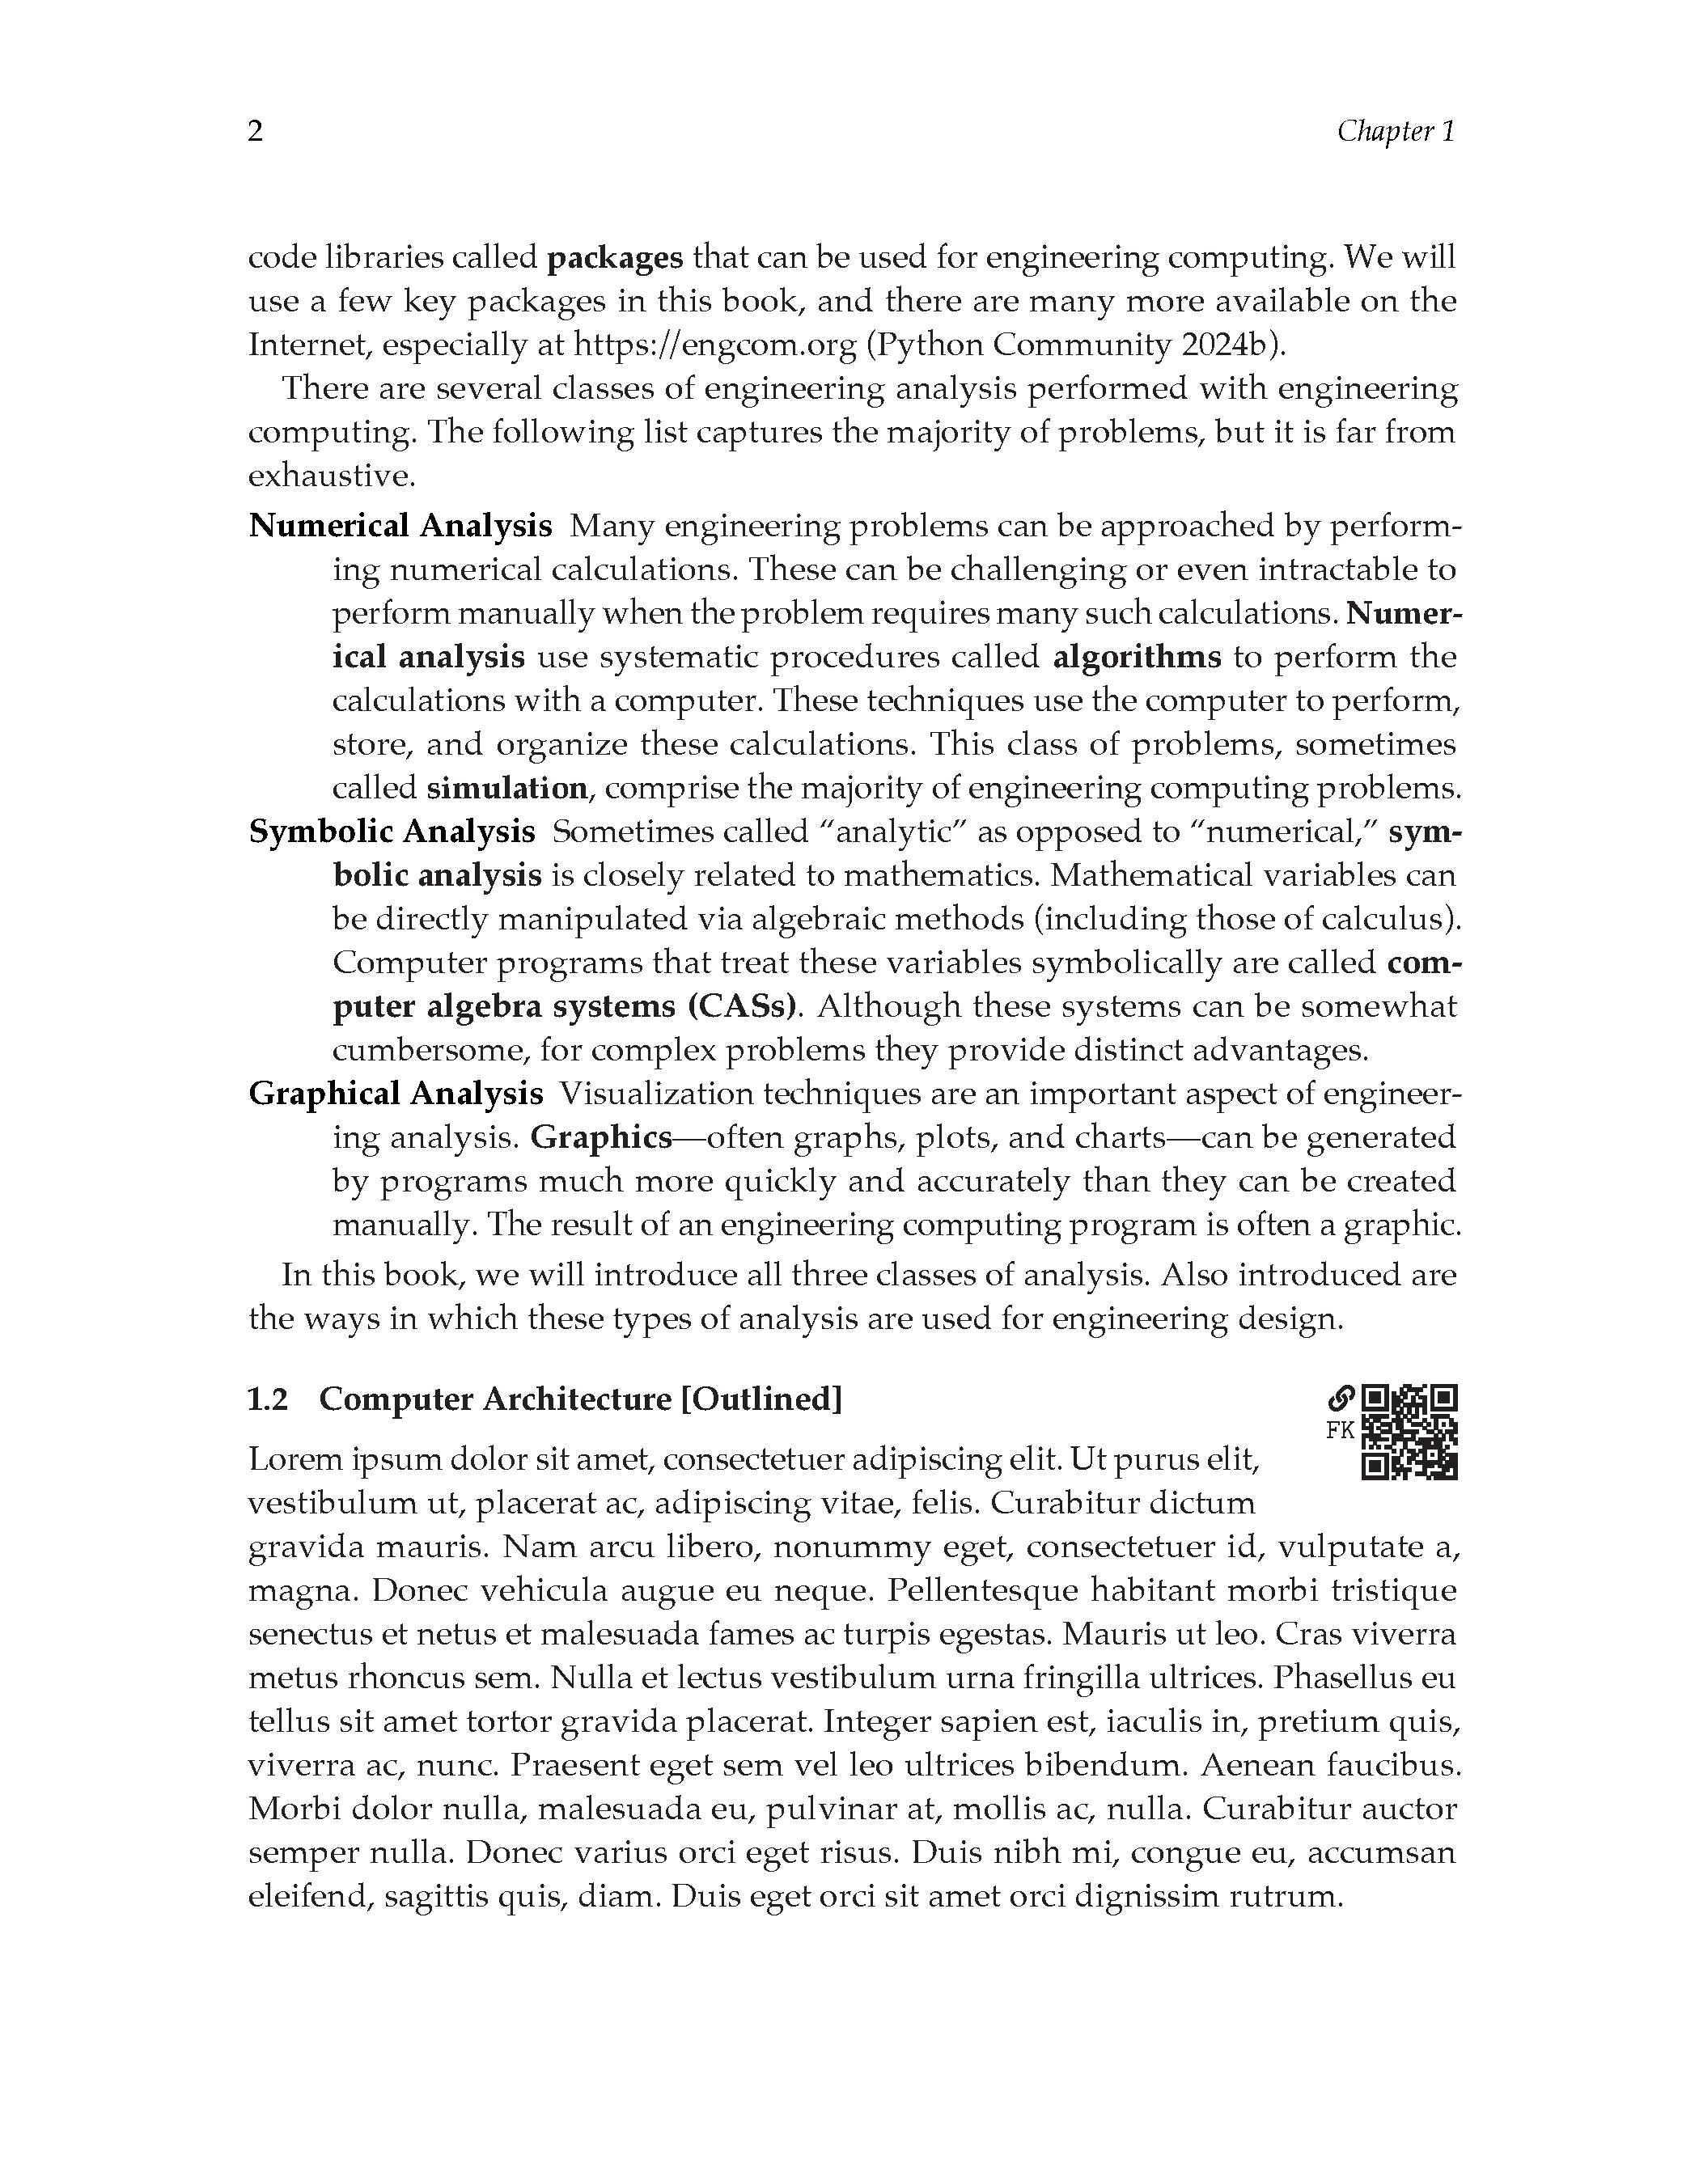 2 Chapter 1
code libraries called packages that can be used for engineering computing. We will
use a few key packages in this book, and there are many more available on the
Internet, especially at https://engcom.org (Python Community 2024b).
There are several classes of engineering analysis performed with engineering
computing. The following list captures the majority of problems, but it is far from
exhaustive.
Numerical Analysis Many engineering problems can be approached by perform-
ing numerical calculations. These can be challenging or even intractable to
perform manually when the problem requires many such calculations. Numer-
ical analysis use systematic procedures called algorithms to perform the
calculations with a computer. These techniques use the computer to perform,
store, and organize these calculations. This class of problems, sometimes
called simulation, comprise the majority of engineering computing problems.
Symbolic Analysis Sometimes called “analytic” as opposed to “numerical,” sym-
bolic analysis is closely related to mathematics. Mathematical variables can
be directly manipulated via algebraic methods (including those of calculus).
Computer programs that treat these variables symbolically are called com-
puter algebra systems (CASs). Although these systems can be somewhat
cumbersome, for complex problems they provide distinct advantages.
Graphical Analysis Visualization techniques are an important aspect of engineer-
ing analysis. Graphics—often graphs, plots, and charts—can be generated
by programs much more quickly and accurately than they can be created
manually. The result of an engineering computing program is often a graphic.
In this book, we will introduce all three classes of analysis. Also introduced are
the ways in which these types of analysis are used for engineering design.
1.2 Computer Architecture [Outlined]
FK
Lorem ipsum dolor sit amet, consectetuer adipiscing elit. Ut purus elit,
vestibulum ut, placerat ac, adipiscing vitae, felis. Curabitur dictum
gravida mauris. Nam arcu libero, nonummy eget, consectetuer id, vulputate a,
magna. Donec vehicula augue eu neque. Pellentesque habitant morbi tristique
senectus et netus et malesuada fames ac turpis egestas. Mauris ut leo. Cras viverra
metus rhoncus sem. Nulla et lectus vestibulum urna fringilla ultrices. Phasellus eu
tellus sit amet tortor gravida placerat. Integer sapien est, iaculis in, pretium quis,
viverra ac, nunc. Praesent eget sem vel leo ultrices bibendum. Aenean faucibus.
Morbi dolor nulla, malesuada eu, pulvinar at, mollis ac, nulla. Curabitur auctor
semper nulla. Donec varius orci eget risus. Duis nibh mi, congue eu, accumsan
eleifend, sagittis quis, diam. Duis eget orci sit amet orci dignissim rutrum.